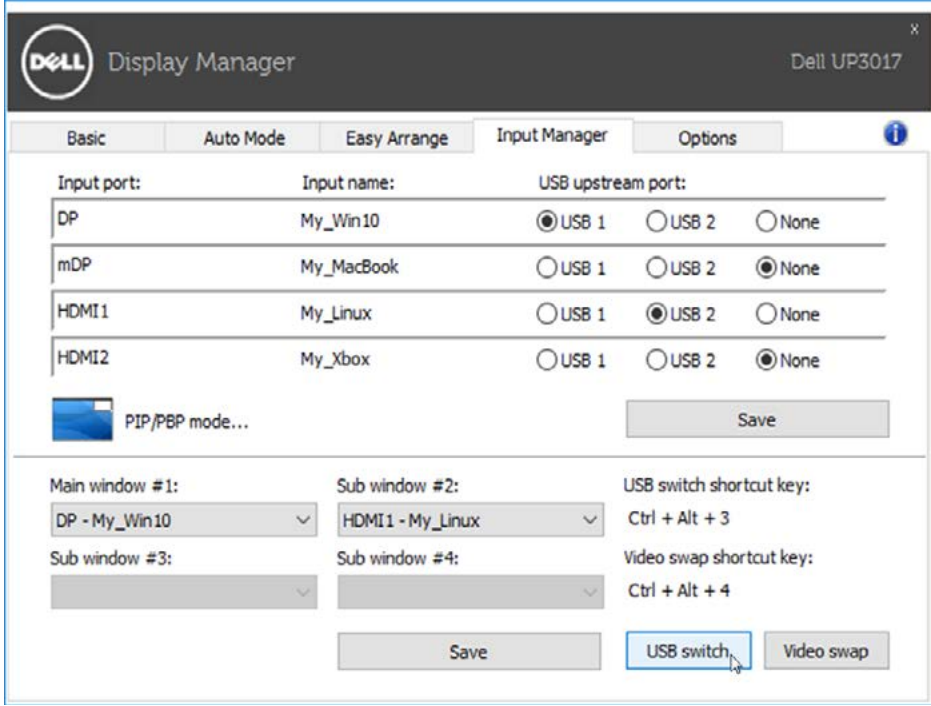 x
DELL Display Manager Dell UP3017
Basic Auto Mode Easy Arrange Input Manager Options i
Input port: Input name: USB upstream port:
DP My_Win10 USB 1 USB 2 None
mDP My_MacBook USB 1 USB 2 None
HDMI1 My_Linux USB 1 USB 2 None
HDMI2 My_Xbox USB 1 USB 2 None
PIP/PBP mode... Save
Main window #1: Sub window #2: USB switch shortcut key:
DP - My_Win10 HDMI1 - My_Linux Ctrl + Alt + 3
Sub window #3: Sub window #4: Video swap shortcut key:
Ctrl + Alt + 4
Save USB switch Video swap